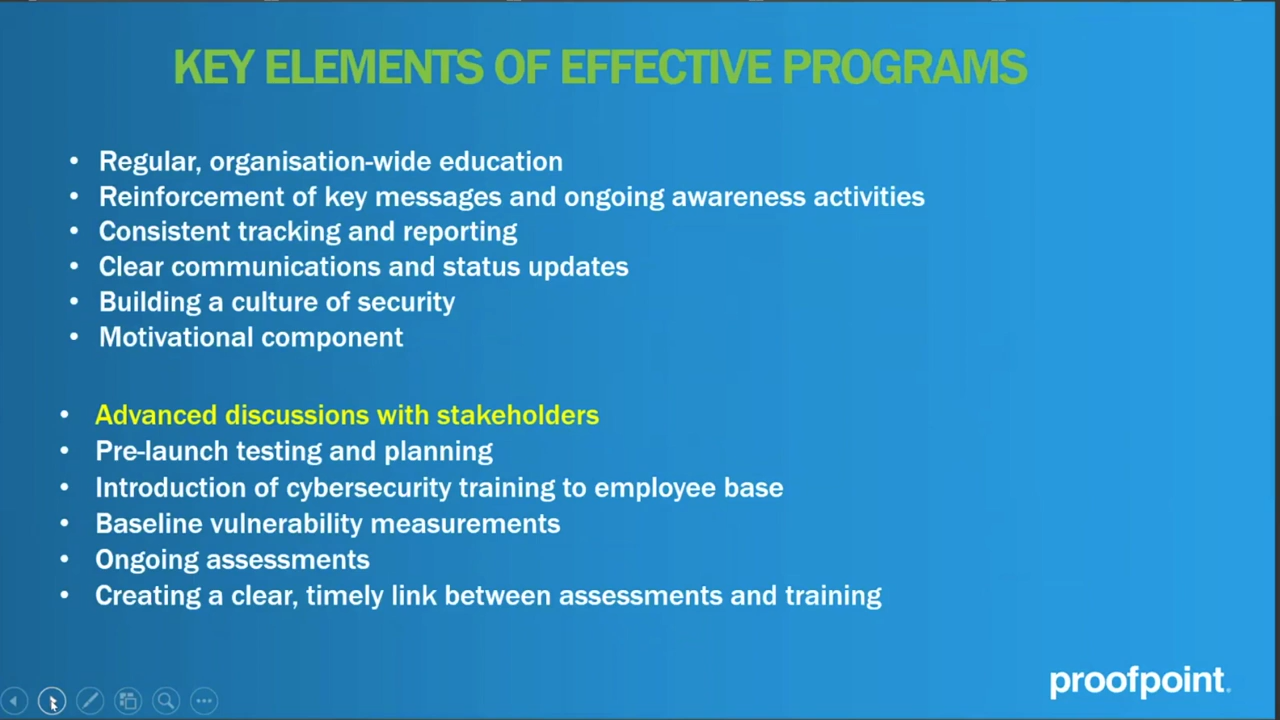 KEY ELEMENTS OF EFFECTIVE PROGRAMS
• Regular, organisation-wide education
• Reinforcement of key messages and ongoing awareness activities
• Consistent tracking and reporting
• Clear communications and status updates
• Building a culture of security
• Motivational component
• Advanced discussions with stakeholders
• Pre-launch testing and planning
• Introduction of cybersecurity training to employee base
• Baseline vulnerability measurements
• Ongoing assessments
• Creating a clear, timely link between assessments and training
proofpoint.